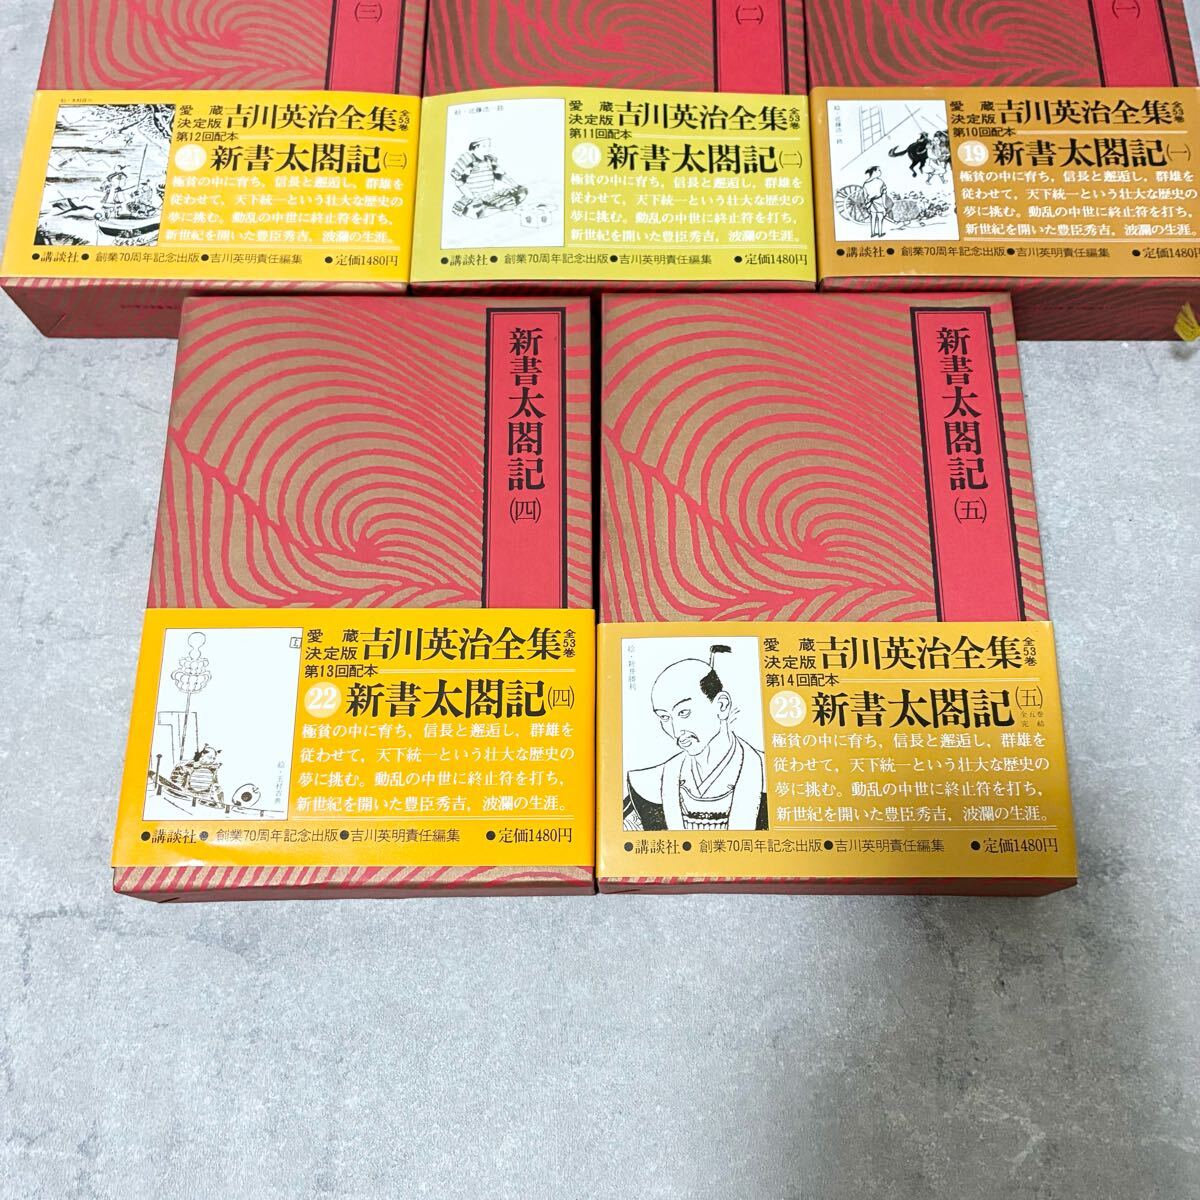 (三)
絵・木村荘八
愛蔵
決定版
吉川英治全集
全53巻
第12回配本
21 新書太閤記(三)
極貧の中に育ち，信長と邂逅し，群雄を
従わせて，天下統一という壮大な歴史の
夢に挑む。動乱の中世に終止符を打ち，
新世紀を開いた豊臣秀吉，波瀾の生涯。
●講談社● 創業70周年記念出版●吉川英明責任編集 ●定価1480円
(二)
絵・近藤浩一路
愛蔵
決定版
吉川英治全集
全53巻
第11回配本
20 新書太閤記(二)
極貧の中に育ち，信長と邂逅し，群雄を
従わせて，天下統一という壮大な歴史の
夢に挑む。動乱の中世に終止符を打ち，
新世紀を開いた豊臣秀吉，波瀾の生涯。
●講談社● 創業70周年記念出版●吉川英明責任編集 ●定価1480円
(一)
絵・近藤浩一路
愛蔵
決定版
吉川英治全集
全53巻
第10回配本
19 新書太閤記(一)
極貧の中に育ち，信長と邂逅し，群雄を
従わせて，天下統一という壮大な歴史の
夢に挑む。動乱の中世に終止符を打ち，
新世紀を開いた豊臣秀吉，波瀾の生涯。
●講談社● 創業70周年記念出版●吉川英明責任編集 ●定価1480円
新書太閤記(四)
愛蔵
決定版
吉川英治全集
全53巻
第13回配本
22 新書太閤記(四)
極貧の中に育ち，信長と邂逅し，群雄を
従わせて，天下統一という壮大な歴史の
夢に挑む。動乱の中世に終止符を打ち，
新世紀を開いた豊臣秀吉，波瀾の生涯。
●講談社● 創業70周年記念出版●吉川英明責任編集 ●定価1480円
新書太閤記(五)
絵・新井勝利
愛蔵
決定版
吉川英治全集
全53巻
第14回配本
23 新書太閤記(五)
全五巻
完結
極貧の中に育ち，信長と邂逅し，群雄を
従わせて，天下統一という壮大な歴史の
夢に挑む。動乱の中世に終止符を打ち，
新世紀を開いた豊臣秀吉，波瀾の生涯。
●講談社● 創業70周年記念出版●吉川英明責任編集 ●定価1480円